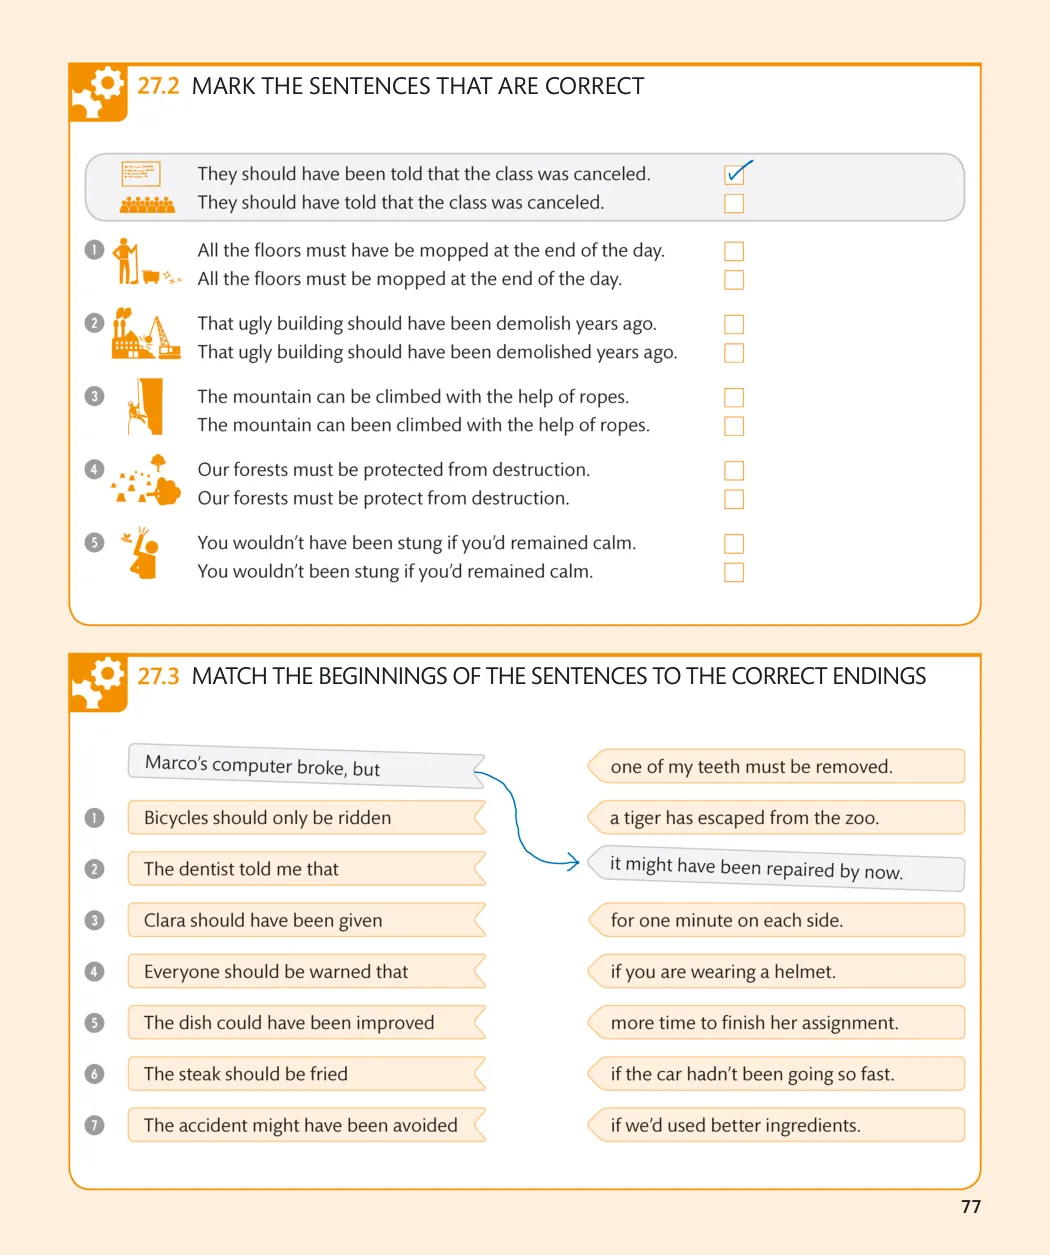 27.2 MARK THE SENTENCES THAT ARE CORRECT
They should have been told that the class was canceled.
They should have told that the class was canceled.
1 All the floors must have be mopped at the end of the day.
All the floors must be mopped at the end of the day.
2 That ugly building should have been demolish years ago.
That ugly building should have been demolished years ago.
3 The mountain can be climbed with the help of ropes.
The mountain can been climbed with the help of ropes.
4 Our forests must be protected from destruction.
Our forests must be protect from destruction.
5 You wouldn’t have been stung if you’d remained calm.
You wouldn’t been stung if you’d remained calm.
27.3 MATCH THE BEGINNINGS OF THE SENTENCES TO THE CORRECT ENDINGS
Marco’s computer broke, but
one of my teeth must be removed.
1 Bicycles should only be ridden
a tiger has escaped from the zoo.
2 The dentist told me that
it might have been repaired by now.
3 Clara should have been given
for one minute on each side.
4 Everyone should be warned that
if you are wearing a helmet.
5 The dish could have been improved
more time to finish her assignment.
6 The steak should be fried
if the car hadn’t been going so fast.
7 The accident might have been avoided
if we’d used better ingredients.
77